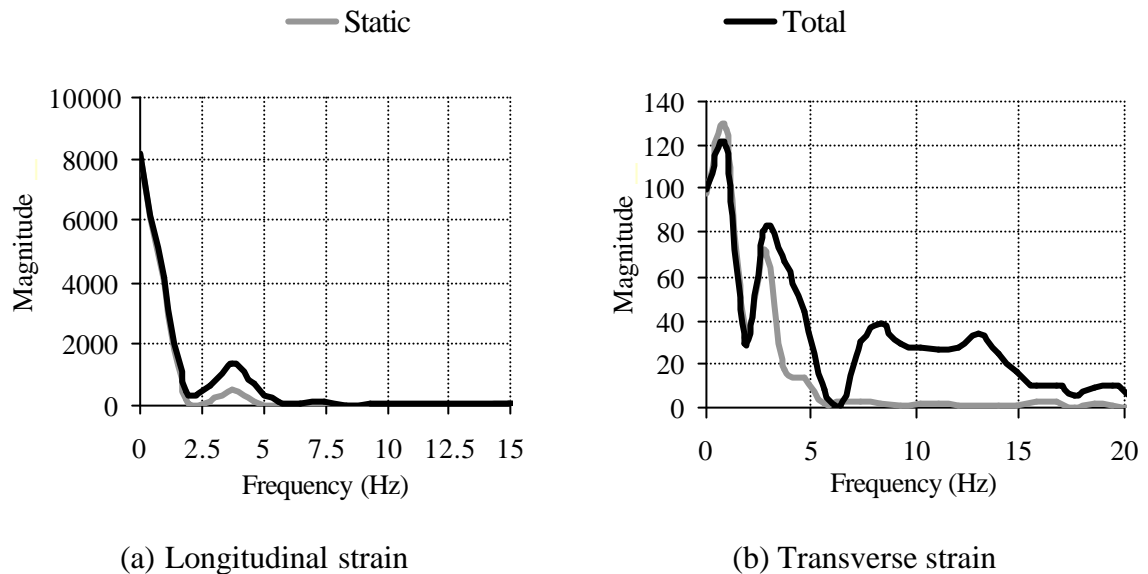 Static
Total
10000
8000
6000
4000
2000
0
Magnitude
0 2.5 5 7.5 10 12.5 15
Frequency (Hz)
(a) Longitudinal strain
140
120
100
80
60
40
20
0
Magnitude
0 5 10 15 20
Frequency (Hz)
(b) Transverse strain